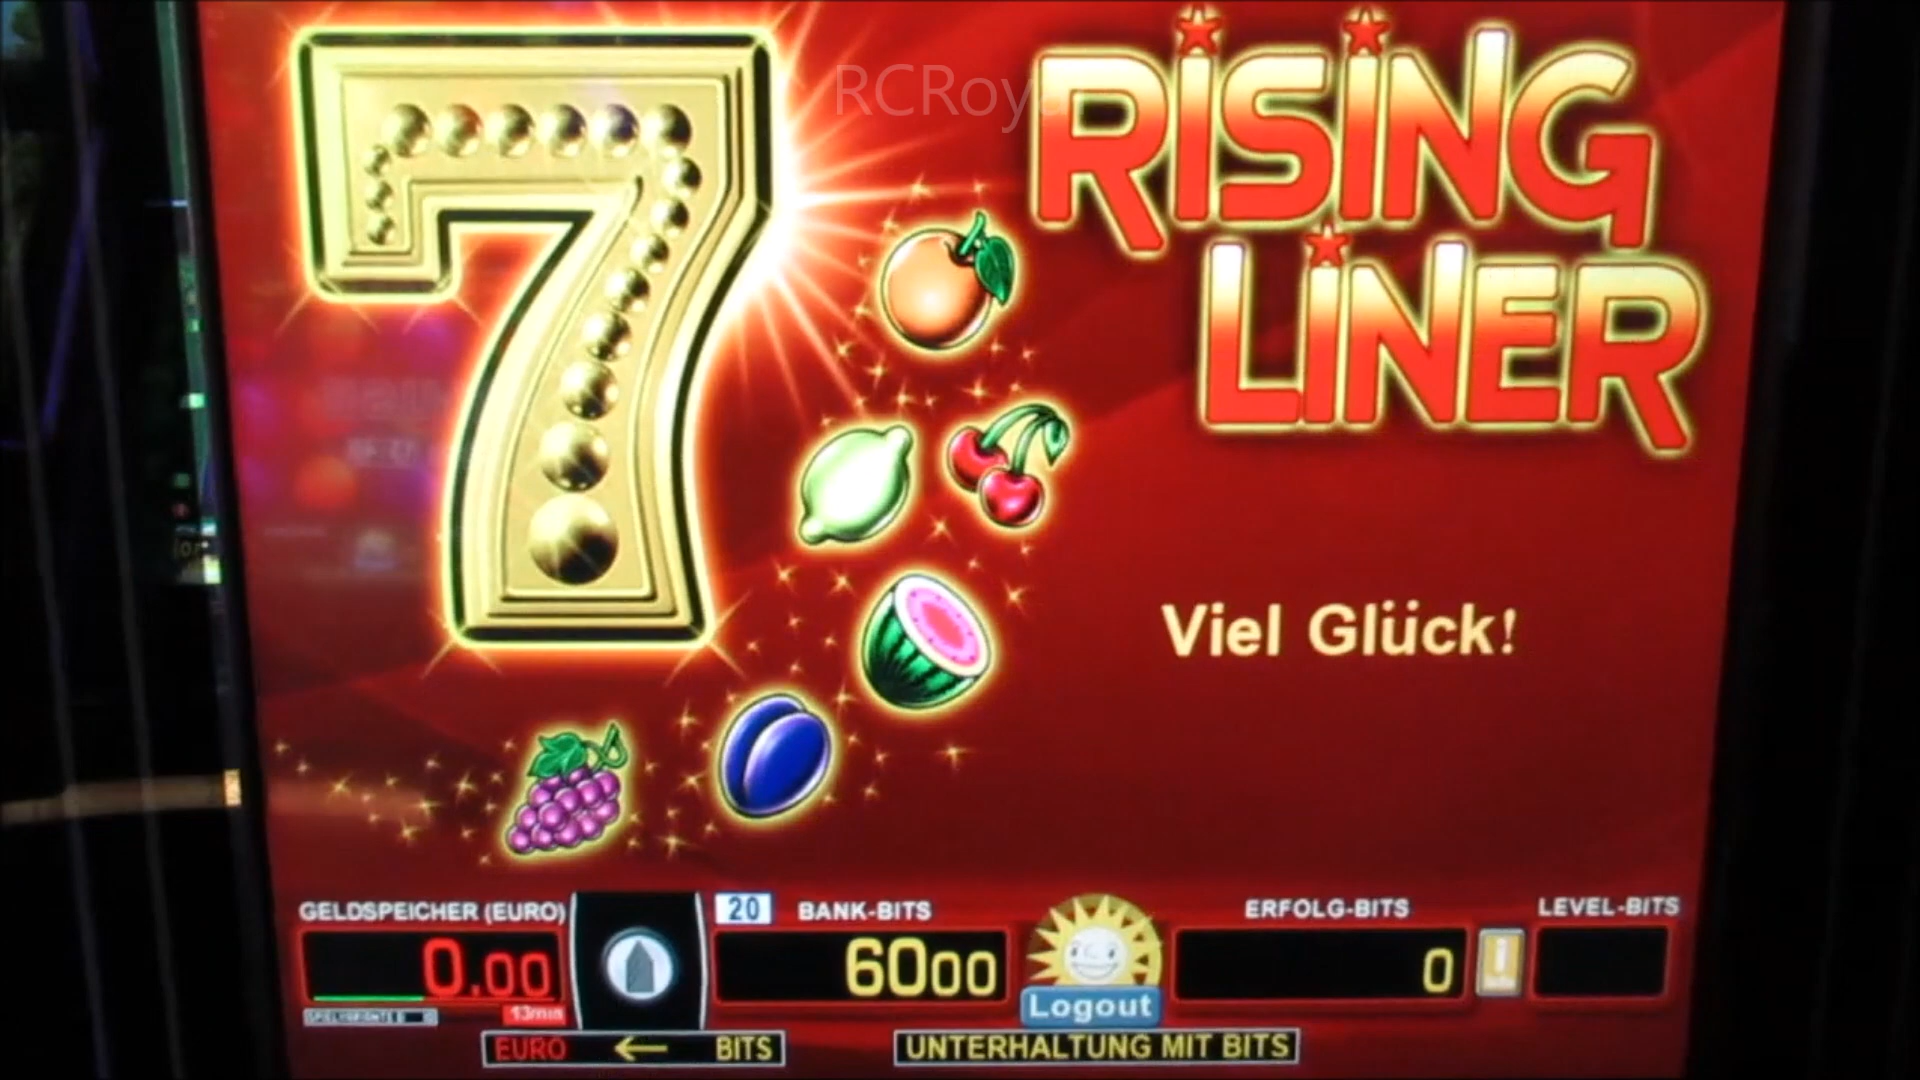 RCRoya
RISING
LINER
Viel Glück!
GELDSPEICHER (EURO)
20
BANK-BITS
ERFOLG-BITS
LEVEL-BITS
0.00
6000
0
Logout
13min
EURO ← BITS
UNTERHALTUNG MIT BITS